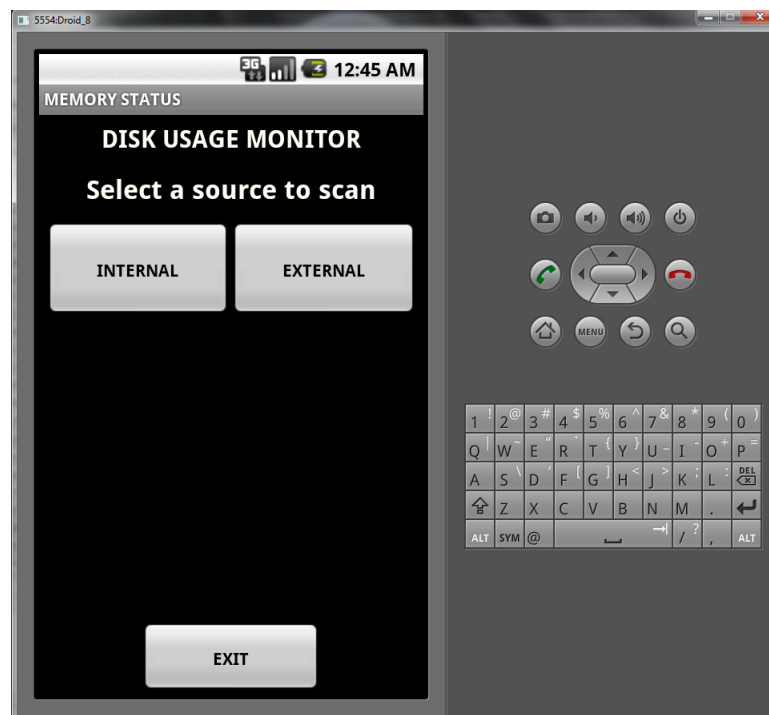 5554:Droid_8
3G 12:45 AM
MEMORY STATUS
DISK USAGE MONITOR
Select a source to scan
INTERNAL EXTERNAL
EXIT
MENU
1 ! 2 @ 3 # 4 $ 5 % 6 ^ 7 & 8 * 9 ( 0 )
Q | W ~ E " R ` T { Y } U _ I - O + P =
A S \ D ' F [ G ] H < J > K ; L : DEL
Z X C V B N M .
ALT SYM @ / ? , ALT